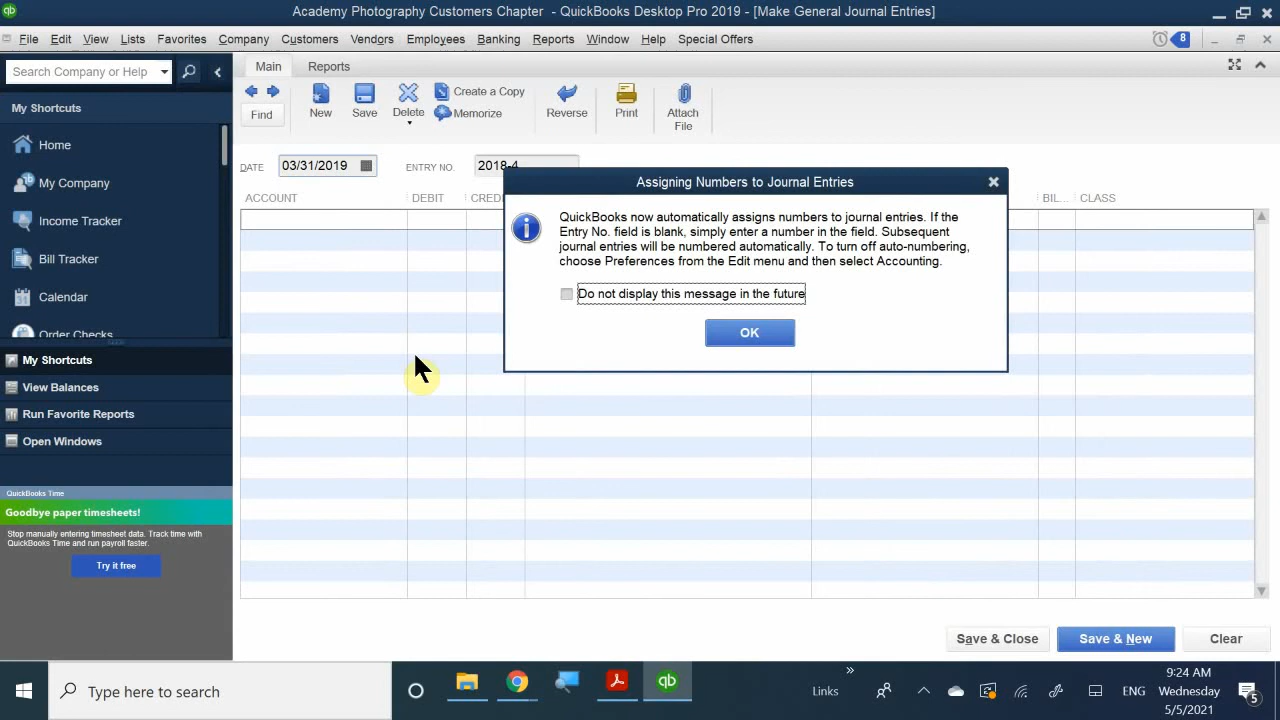 Academy Photography Customers Chapter - QuickBooks Desktop Pro 2019 - [Make General Journal Entries]
File Edit View Lists Favorites Company Customers Vendors Employees Banking Reports Window Help Special Offers
8
Search Company or Help
My Shortcuts
Home
My Company
Income Tracker
Bill Tracker
Calendar
Order Checks
My Shortcuts
View Balances
Run Favorite Reports
Open Windows
QuickBooks Time
Goodbye paper timesheets!
Stop manually entering timesheet data. Track time with
QuickBooks Time and run payroll faster.
Try it free
Main Reports
Find
New
Save
Delete
Create a Copy
Memorize
Reverse
Print
Attach
File
DATE 03/31/2019 ENTRY NO. 2018-4
ACCOUNT DEBIT CREDI BIL... CLASS
Assigning Numbers to Journal Entries
QuickBooks now automatically assigns numbers to journal entries. If the
Entry No. field is blank, simply enter a number in the field. Subsequent
journal entries will be numbered automatically. To turn off auto-numbering,
choose Preferences from the Edit menu and then select Accounting.
Do not display this message in the future
OK
Save & Close Save & New Clear
Type here to search
qb
Links
ENG
9:24 AM
Wednesday
5/5/2021
5